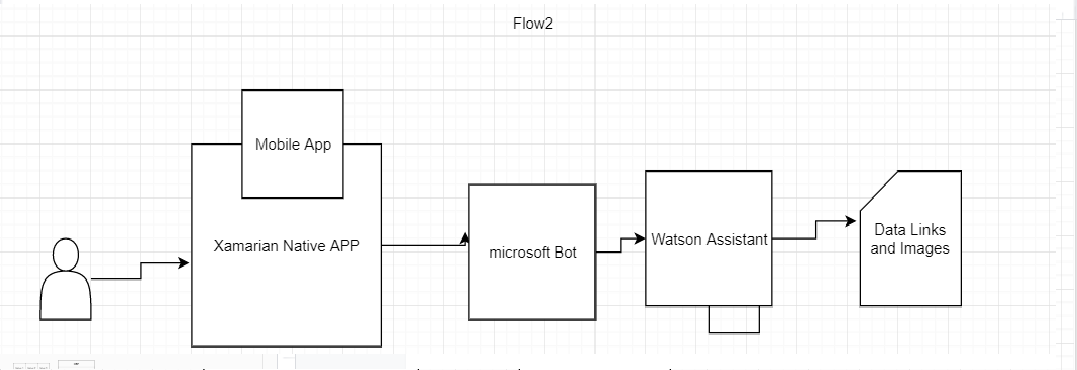 Flow2
Mobile App
Xamarian Native APP
microsoft Bot
Watson Assistant
Data Links
and Images